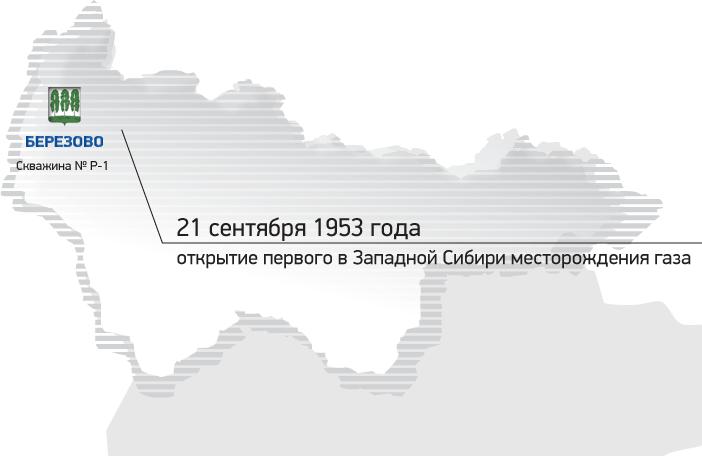 БЕРЕЗОВО
Скважина № Р-1
21 сентября 1953 года
открытие первого в Западной Сибири месторождения газа